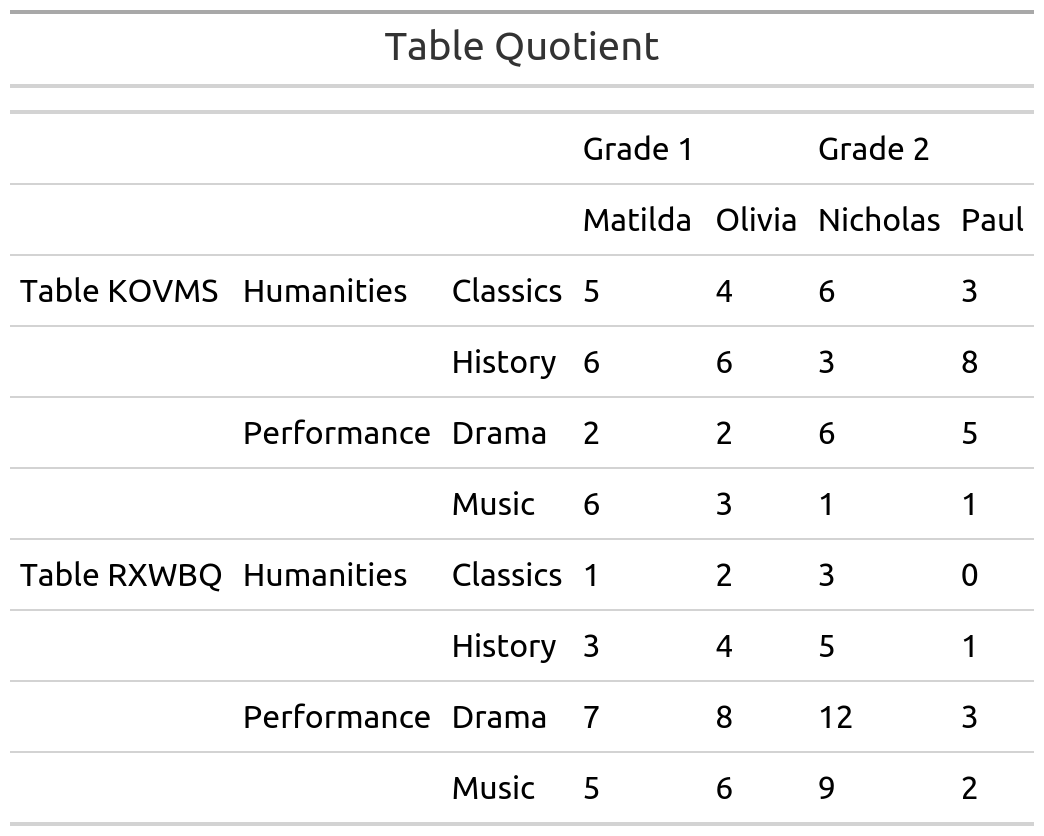 Table Quotient
Grade 1 Grade 2
Matilda Olivia Nicholas Paul
Table KOVMS Humanities Classics 5 4 6 3
History 6 6 3 8
Performance Drama 2 2 6 5
Music 6 3 1 1
Table RXWBQ Humanities Classics 1 2 3 0
History 3 4 5 1
Performance Drama 7 8 12 3
Music 5 6 9 2